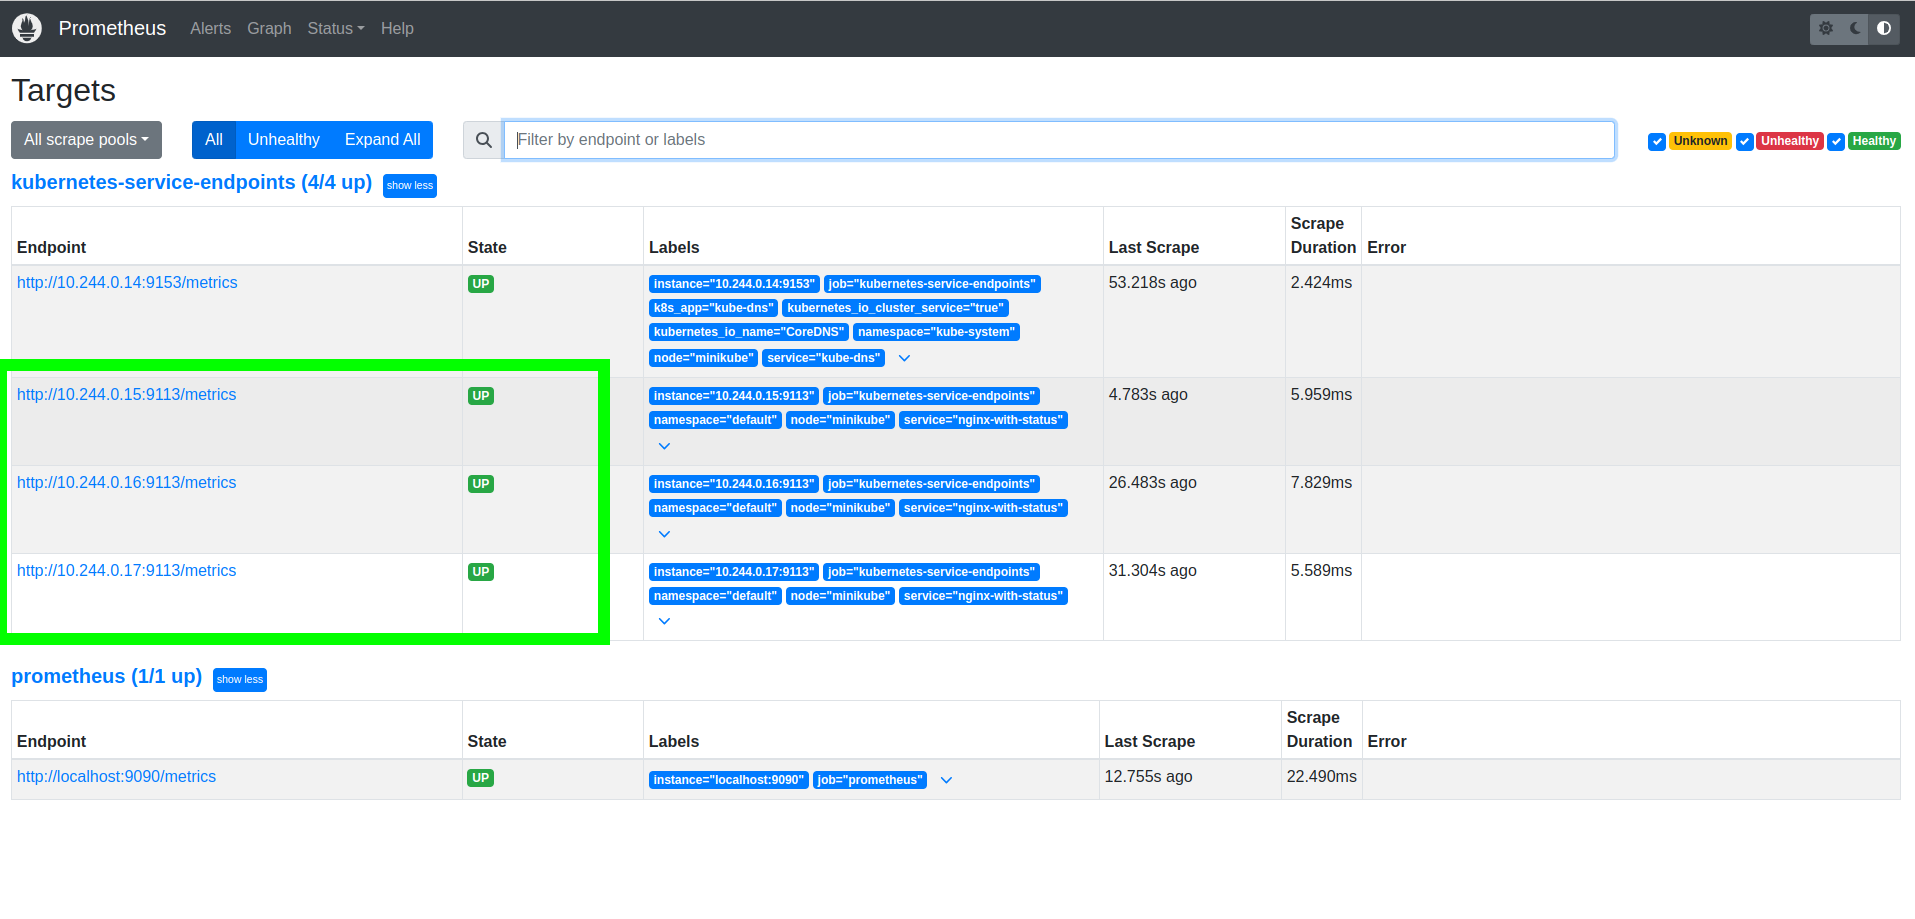 Prometheus Alerts Graph Status Help
Targets
All scrape pools All Unhealthy Expand All Filter by endpoint or labels Unknown Unhealthy Healthy
kubernetes-service-endpoints (4/4 up) show less
Endpoint State Labels Last Scrape Scrape Duration Error
http://10.244.0.14:9153/metrics UP instance="10.244.0.14:9153" job="kubernetes-service-endpoints" 53.218s ago 2.424ms
k8s_app="kube-dns" kubernetes_io_cluster_service="true"
kubernetes_io_name="CoreDNS" namespace="kube-system"
node="minikube" service="kube-dns"
http://10.244.0.15:9113/metrics UP instance="10.244.0.15:9113" job="kubernetes-service-endpoints" 4.783s ago 5.959ms
namespace="default" node="minikube" service="nginx-with-status"
http://10.244.0.16:9113/metrics UP instance="10.244.0.16:9113" job="kubernetes-service-endpoints" 26.483s ago 7.829ms
namespace="default" node="minikube" service="nginx-with-status"
http://10.244.0.17:9113/metrics UP instance="10.244.0.17:9113" job="kubernetes-service-endpoints" 31.304s ago 5.589ms
namespace="default" node="minikube" service="nginx-with-status"
prometheus (1/1 up) show less
Endpoint State Labels Last Scrape Scrape Duration Error
http://localhost:9090/metrics UP instance="localhost:9090" job="prometheus" 12.755s ago 22.490ms